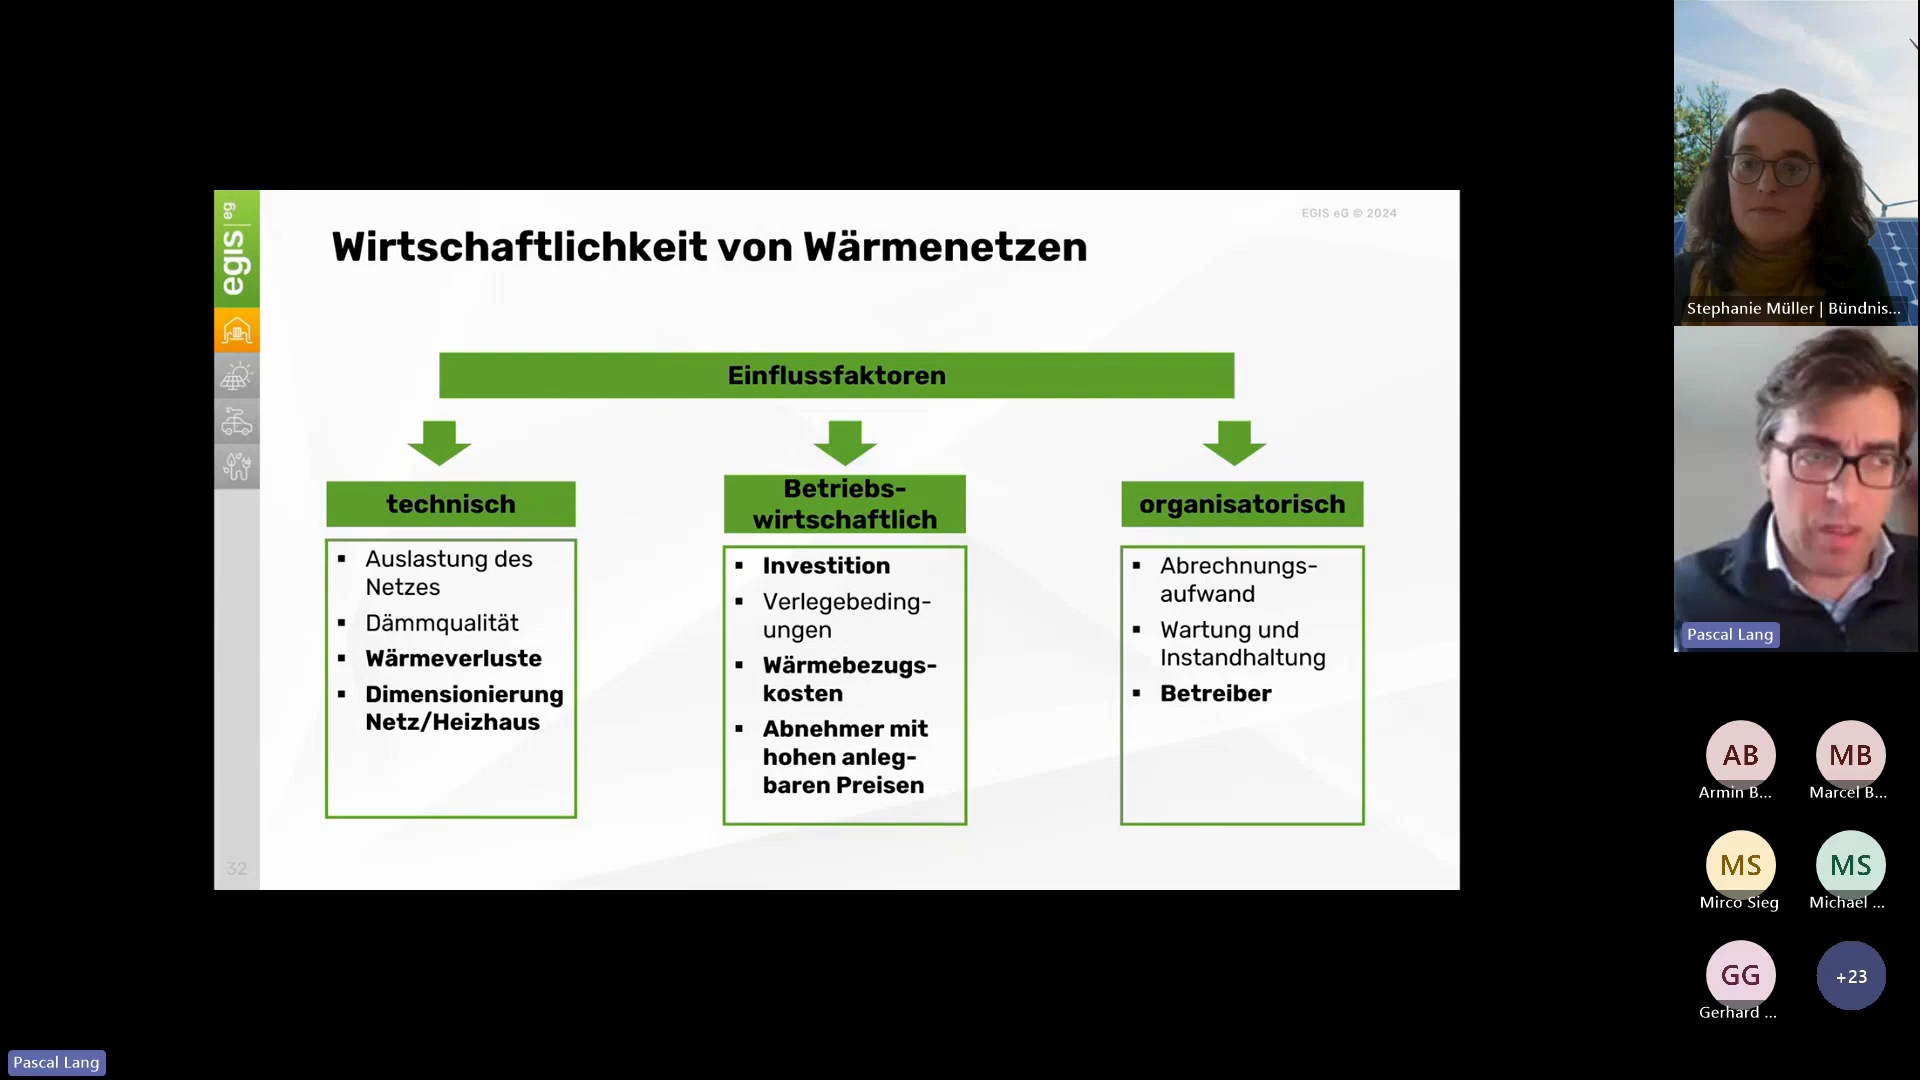 egis eg
EGIS eG © 2024
Wirtschaftlichkeit von Wärmenetzen
Einflussfaktoren
technisch
▪ Auslastung des
Netzes
▪ Dämmqualität
▪ Wärmeverluste
▪ Dimensionierung
Netz/Heizhaus
Betriebs-
wirtschaftlich
▪ Investition
▪ Verlegebeding-
ungen
▪ Wärmebezugs-
kosten
▪ Abnehmer mit
hohen anleg-
baren Preisen
organisatorisch
▪ Abrechnungs-
aufwand
▪ Wartung und
Instandhaltung
▪ Betreiber
32
Stephanie Müller | Bündnis...
Pascal Lang
AB
Armin B...
MB
Marcel B...
MS
Mirco Sieg
MS
Michael ...
GG
Gerhard ...
+23
Pascal Lang